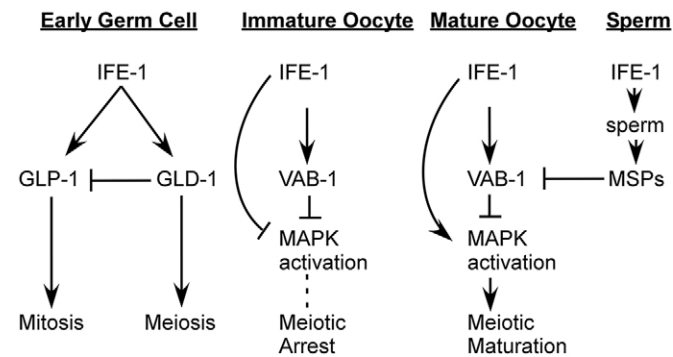 Early Germ Cell
Immature Oocyte
Mature Oocyte
Sperm
IFE-1
IFE-1
IFE-1
IFE-1
sperm
GLP-1
GLD-1
VAB-1
VAB-1
MSPs
MAPK
activation
MAPK
activation
Mitosis
Meiosis
Meiotic
Arrest
Meiotic
Maturation